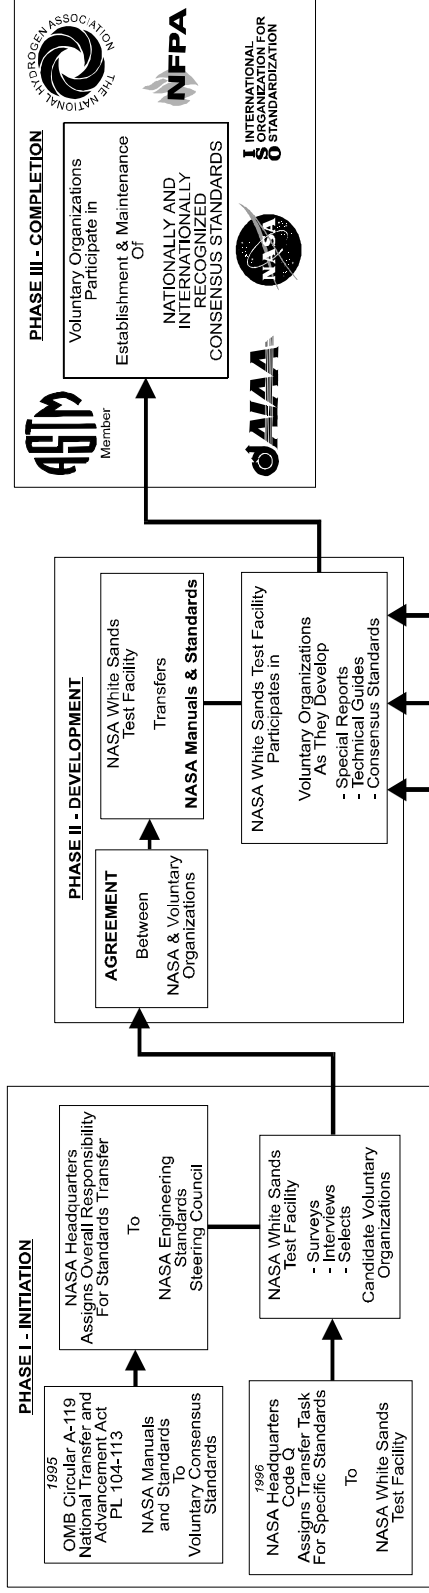 PHASE I - INITIATION
1995
OMB Circular A-119
National Transfer and
Advancement Act
PL 104-113
NASA Manuals
and Standards
To
Voluntary Consensus
Standards
NASA Headquarters
Assigns Overall Responsibility
For Standards Transfer
To
NASA Engineering
Standards
Steering Council
1996
NASA Headquarters
Code Q
Assigns Transfer Task
For Specific Standards
To
NASA White Sands
Test Facility
NASA White Sands
Test Facility
- Surveys
- Interviews
- Selects
Candidate Voluntary
Organizations
PHASE II - DEVELOPMENT
AGREEMENT
Between
NASA & Voluntary
Organizations
NASA White Sands
Test Facility
Transfers
NASA Manuals & Standards
NASA White Sands Test Facility
Participates in
Voluntary Organizations
As They Develop
- Special Reports
- Technical Guides
- Consensus Standards
PHASE III - COMPLETION
ASTM
Member
Voluntary Organizations
Participate in
Establishment & Maintenance
Of
NATIONALLY AND
INTERNATIONALLY
RECOGNIZED
CONSENSUS STANDARDS
THE NATIONAL HYDROGEN ASSOCIATION
NFPA
AIAA
NASA
INTERNATIONAL
ORGANIZATION FOR
STANDARDIZATION
ISO